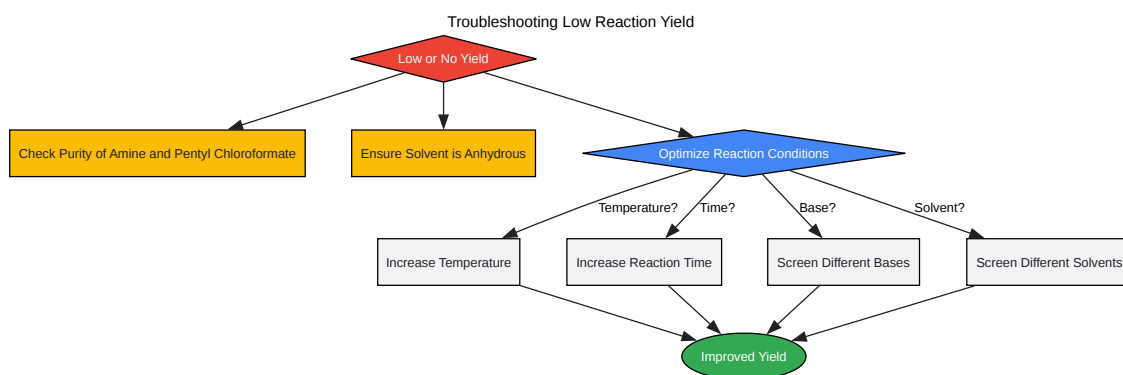 Troubleshooting Low Reaction Yield
Low or No Yield
Check Purity of Amine and Pentyl Chloroformate
Ensure Solvent is Anhydrous
Optimize Reaction Conditions
Temperature?
Time?
Base?
Solvent?
Increase Temperature
Increase Reaction Time
Screen Different Bases
Screen Different Solvents
Improved Yield